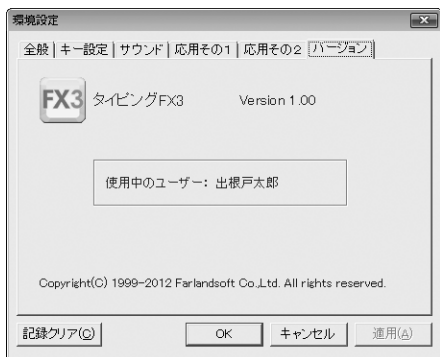 環境設定
全般 キー設定 サウンド 応用その1 応用その2 バージョン
FX3 タイピングFX3 Version 1.00
使用中のユーザー: 出根戸太郎
Copyright(C) 1999-2012 Farlandsoft Co.,Ltd. All rights reserved.
記録クリア(C) OK キャンセル 適用(A)